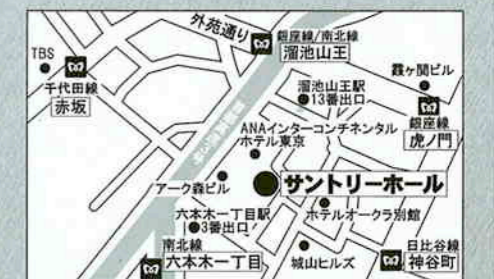 外苑通り
銀座線/南北線
溜池山王
TBS
千代田線
赤坂
霞ヶ関ビル
溜池山王駅
13番出口
銀座線
虎ノ門
ANAインターコンチネンタル
ホテル東京
アーク森ビル
サントリーホール
六本木一丁目駅
3番出口
ホテルオークラ別館
南北線
六本木一丁目
城山ヒルズ
日比谷線
神谷町